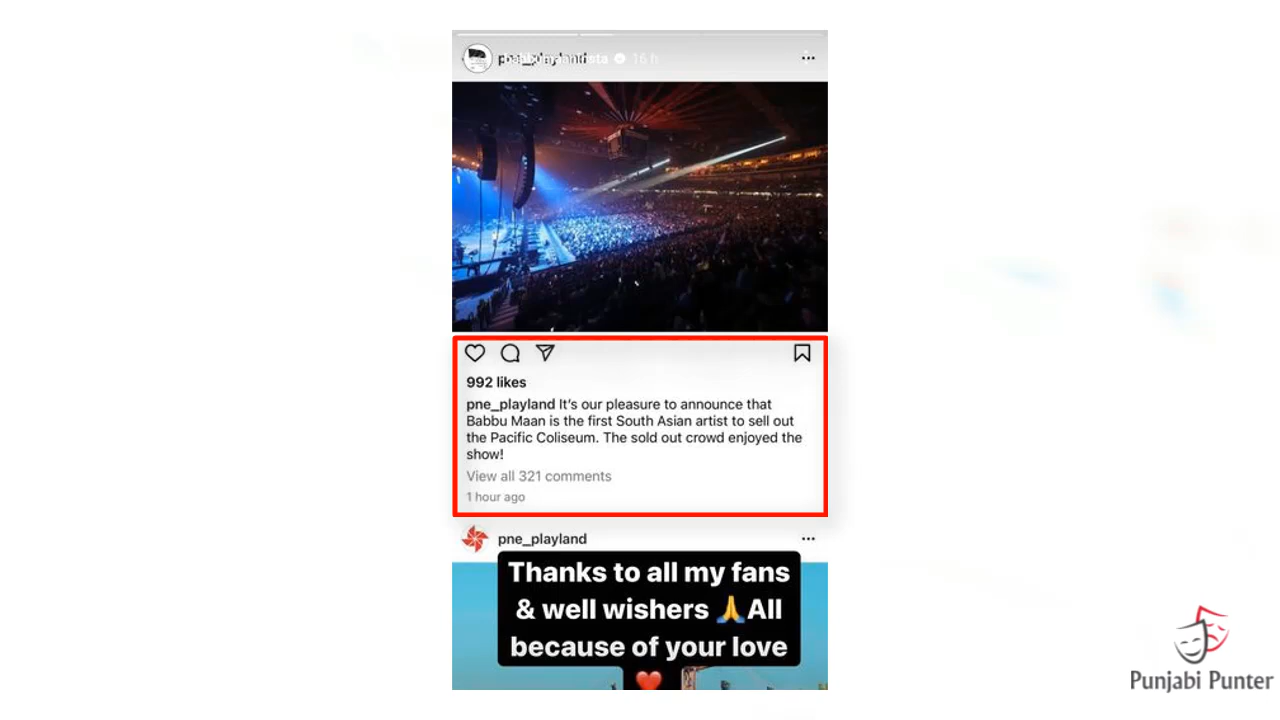 pne_playland
16 h
992 likes
pne_playland It's our pleasure to announce that
Babbu Maan is the first South Asian artist to sell out
the Pacific Coliseum. The sold out crowd enjoyed the
show!
View all 321 comments
1 hour ago
pne_playland
Thanks to all my fans
& well wishers 🙏All
because of your love
❤️
Punjabi Punter